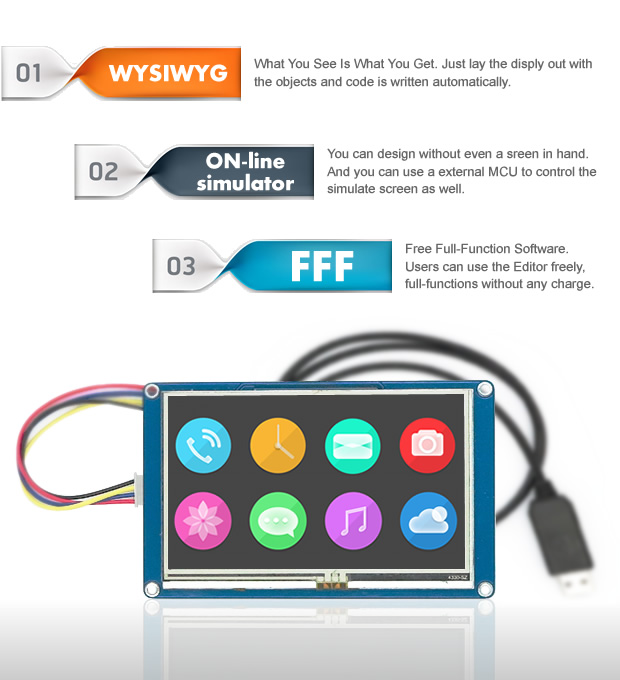 01
WYSIWYG
What You See Is What You Get. Just lay the disply out with
the objects and code is written automatically.
02
ON-line
simulator
You can design without even a sreen in hand.
And you can use a external MCU to control the
simulate screen as well.
03
FFF
Free Full-Function Software.
Users can use the Editor freely,
full-functions without any charge.